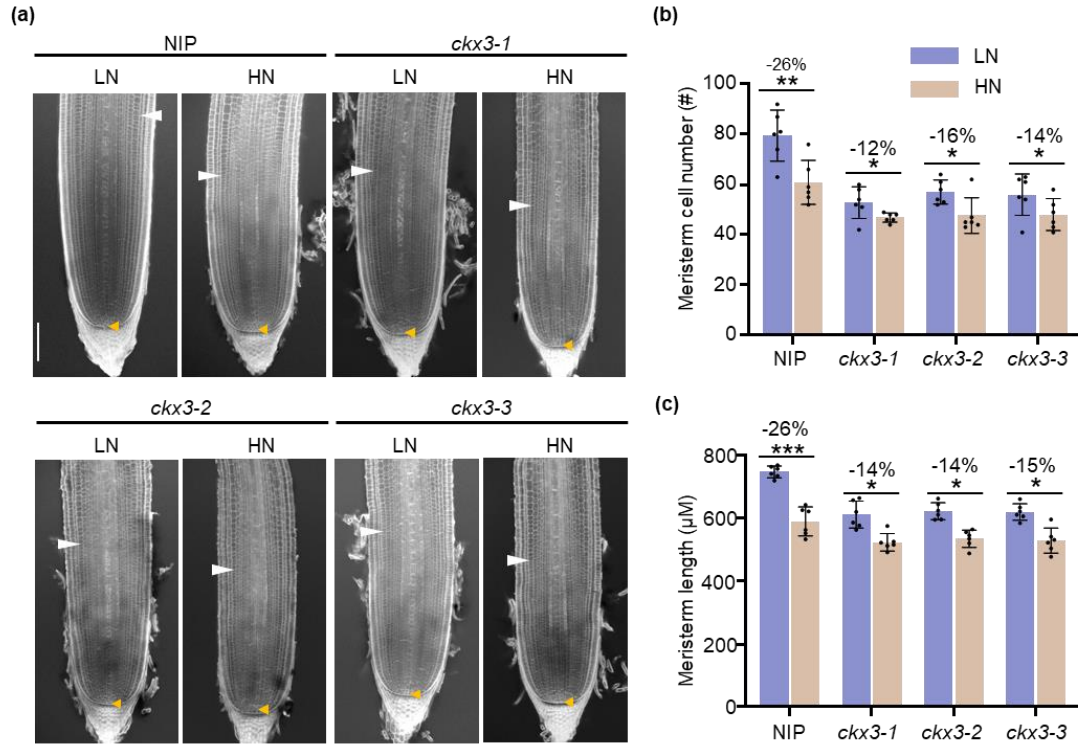 (a)
NIP
ckx3-1
LN
HN
LN
HN
ckx3-2
ckx3-3
LN
HN
LN
HN
(b)
LN
HN
Meristerm cell number (#)
100
80
60
40
20
0
-26%
**
-12%
*
-16%
*
-14%
*
NIP
ckx3-1
ckx3-2
ckx3-3
(c)
Meristerm length (μM)
800
600
400
200
0
-26%
***
-14%
*
-14%
*
-15%
*
NIP
ckx3-1
ckx3-2
ckx3-3